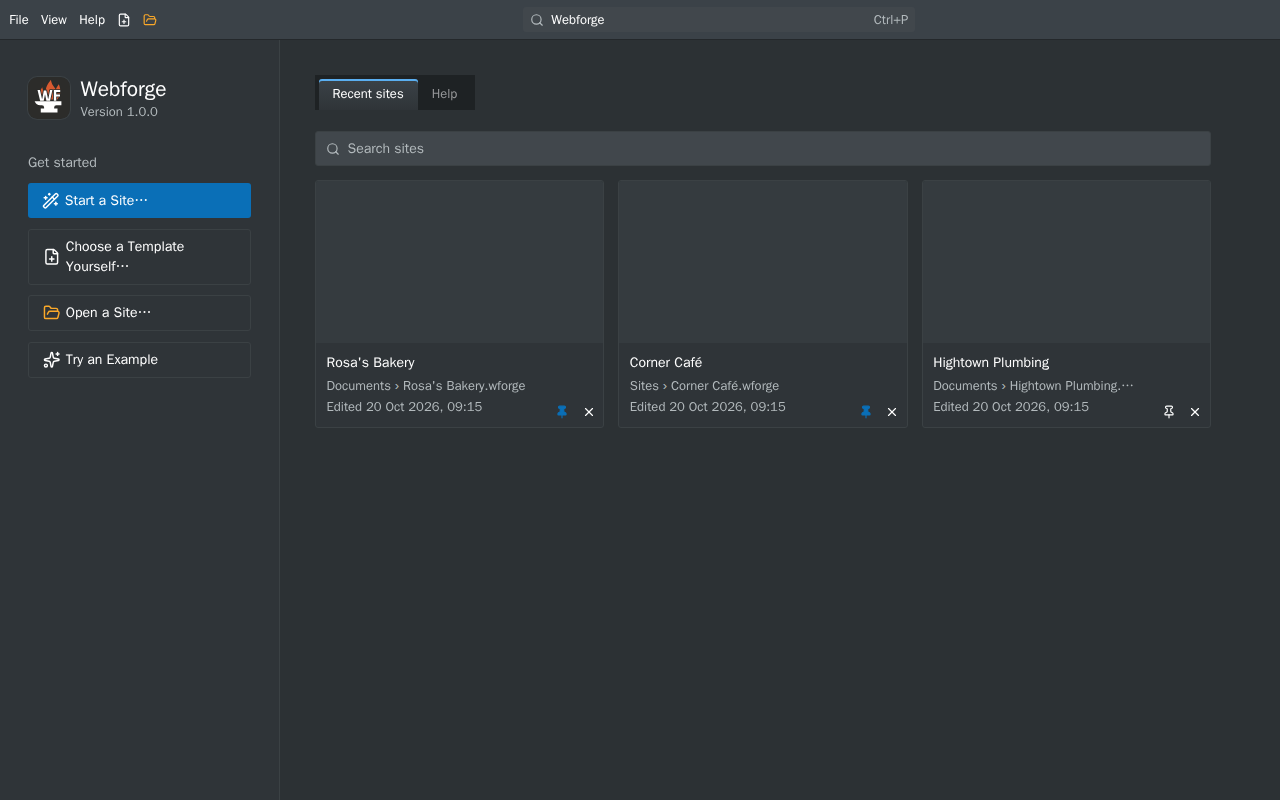 File View Help
Webforge
Ctrl+P
WF
Webforge
Version 1.0.0
Get started
Start a Site···
Choose a Template
Yourself···
Open a Site···
Try an Example
Recent sites
Help
Search sites
Rosa's Bakery
Documents › Rosa's Bakery.wforge
Edited 20 Oct 2026, 09:15
Corner Café
Sites › Corner Café.wforge
Edited 20 Oct 2026, 09:15
Hightown Plumbing
Documents › Hightown Plumbing.···
Edited 20 Oct 2026, 09:15